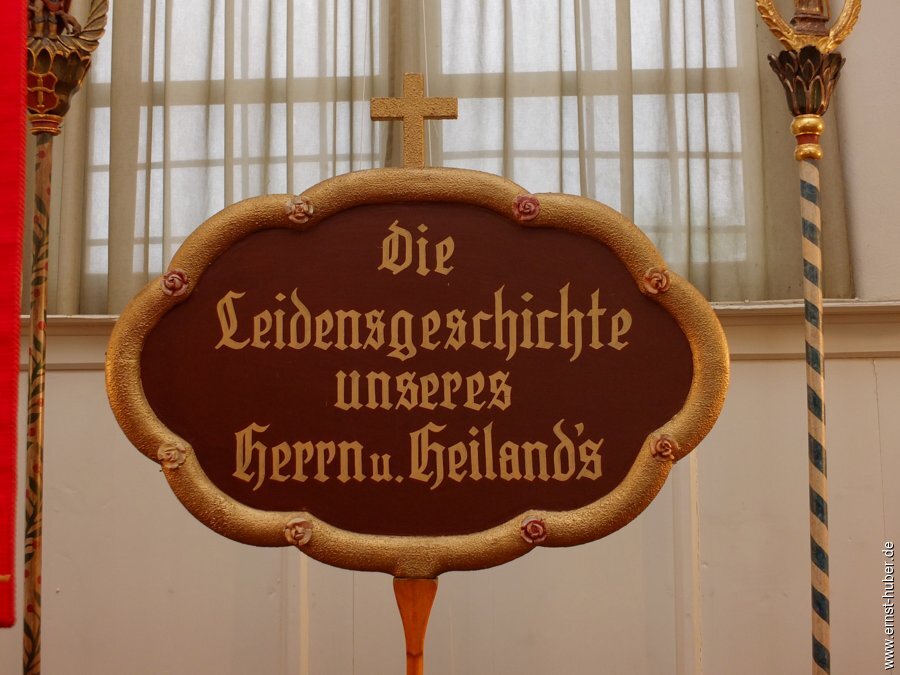 Die
Leidensgeschichte
unseres
Herrn u. Heiland's
www.ernst-huber.de